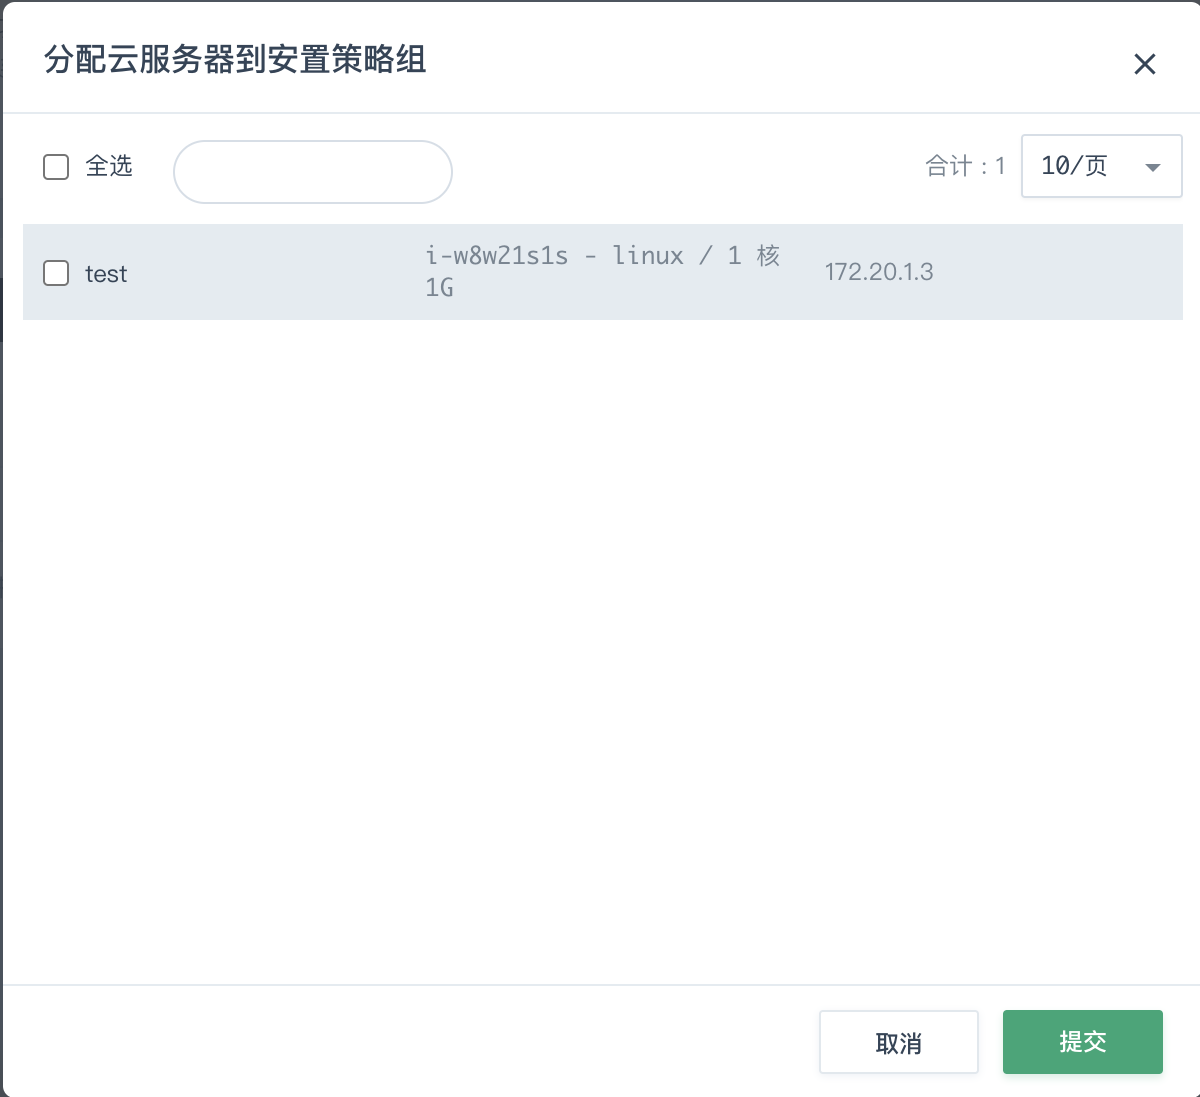 分配云服务器到安置策略组
全选
合计 : 1
10/页
test
i-w8w21s1s - linux / 1 核
1G
172.20.1.3
取消
提交